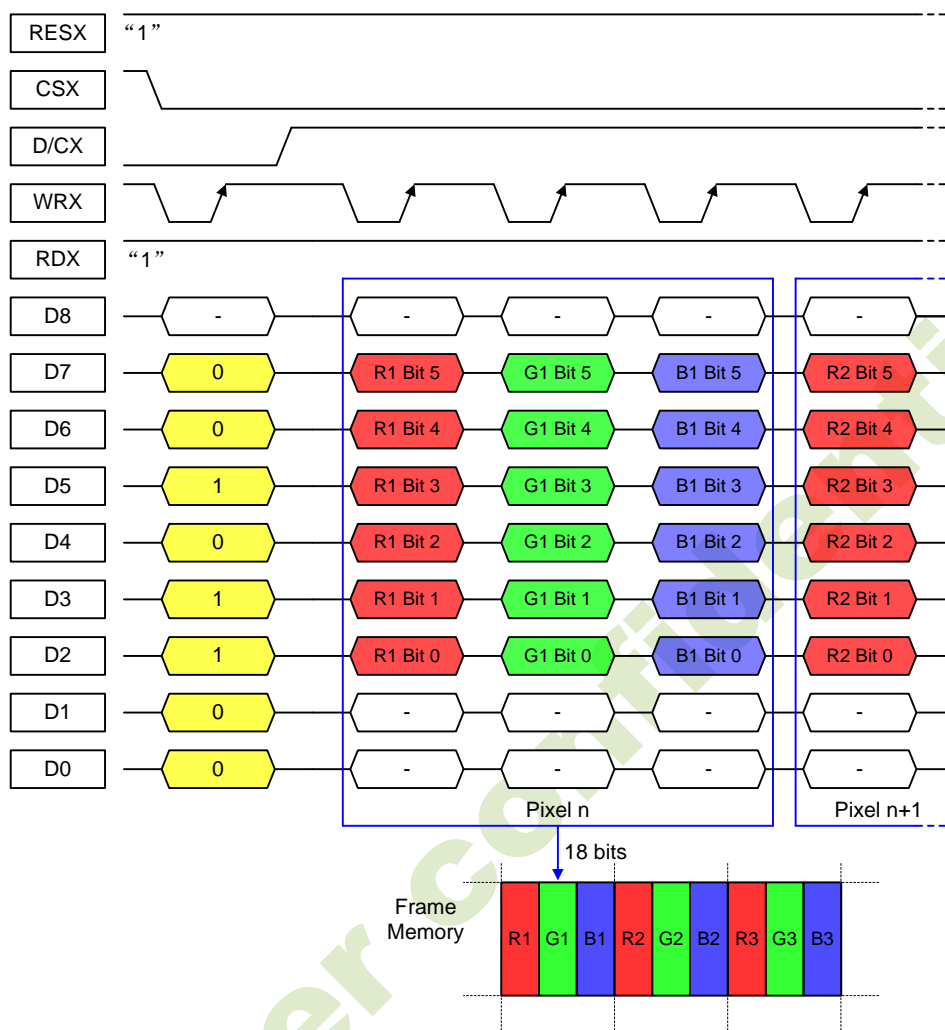 RESX “1”
CSX
D/CX
WRX
RDX “1”
D8 - - - - -
D7 0 R1 Bit 5 G1 Bit 5 B1 Bit 5 R2 Bit 5
D6 0 R1 Bit 4 G1 Bit 4 B1 Bit 4 R2 Bit 4
D5 1 R1 Bit 3 G1 Bit 3 B1 Bit 3 R2 Bit 3
D4 0 R1 Bit 2 G1 Bit 2 B1 Bit 2 R2 Bit 2
D3 1 R1 Bit 1 G1 Bit 1 B1 Bit 1 R2 Bit 1
D2 1 R1 Bit 0 G1 Bit 0 B1 Bit 0 R2 Bit 0
D1 0 - - - -
D0 0 - - - -
Pixel n Pixel n+1
18 bits
Frame
Memory
R1 G1 B1 R2 G2 B2 R3 G3 B3
er confidenti